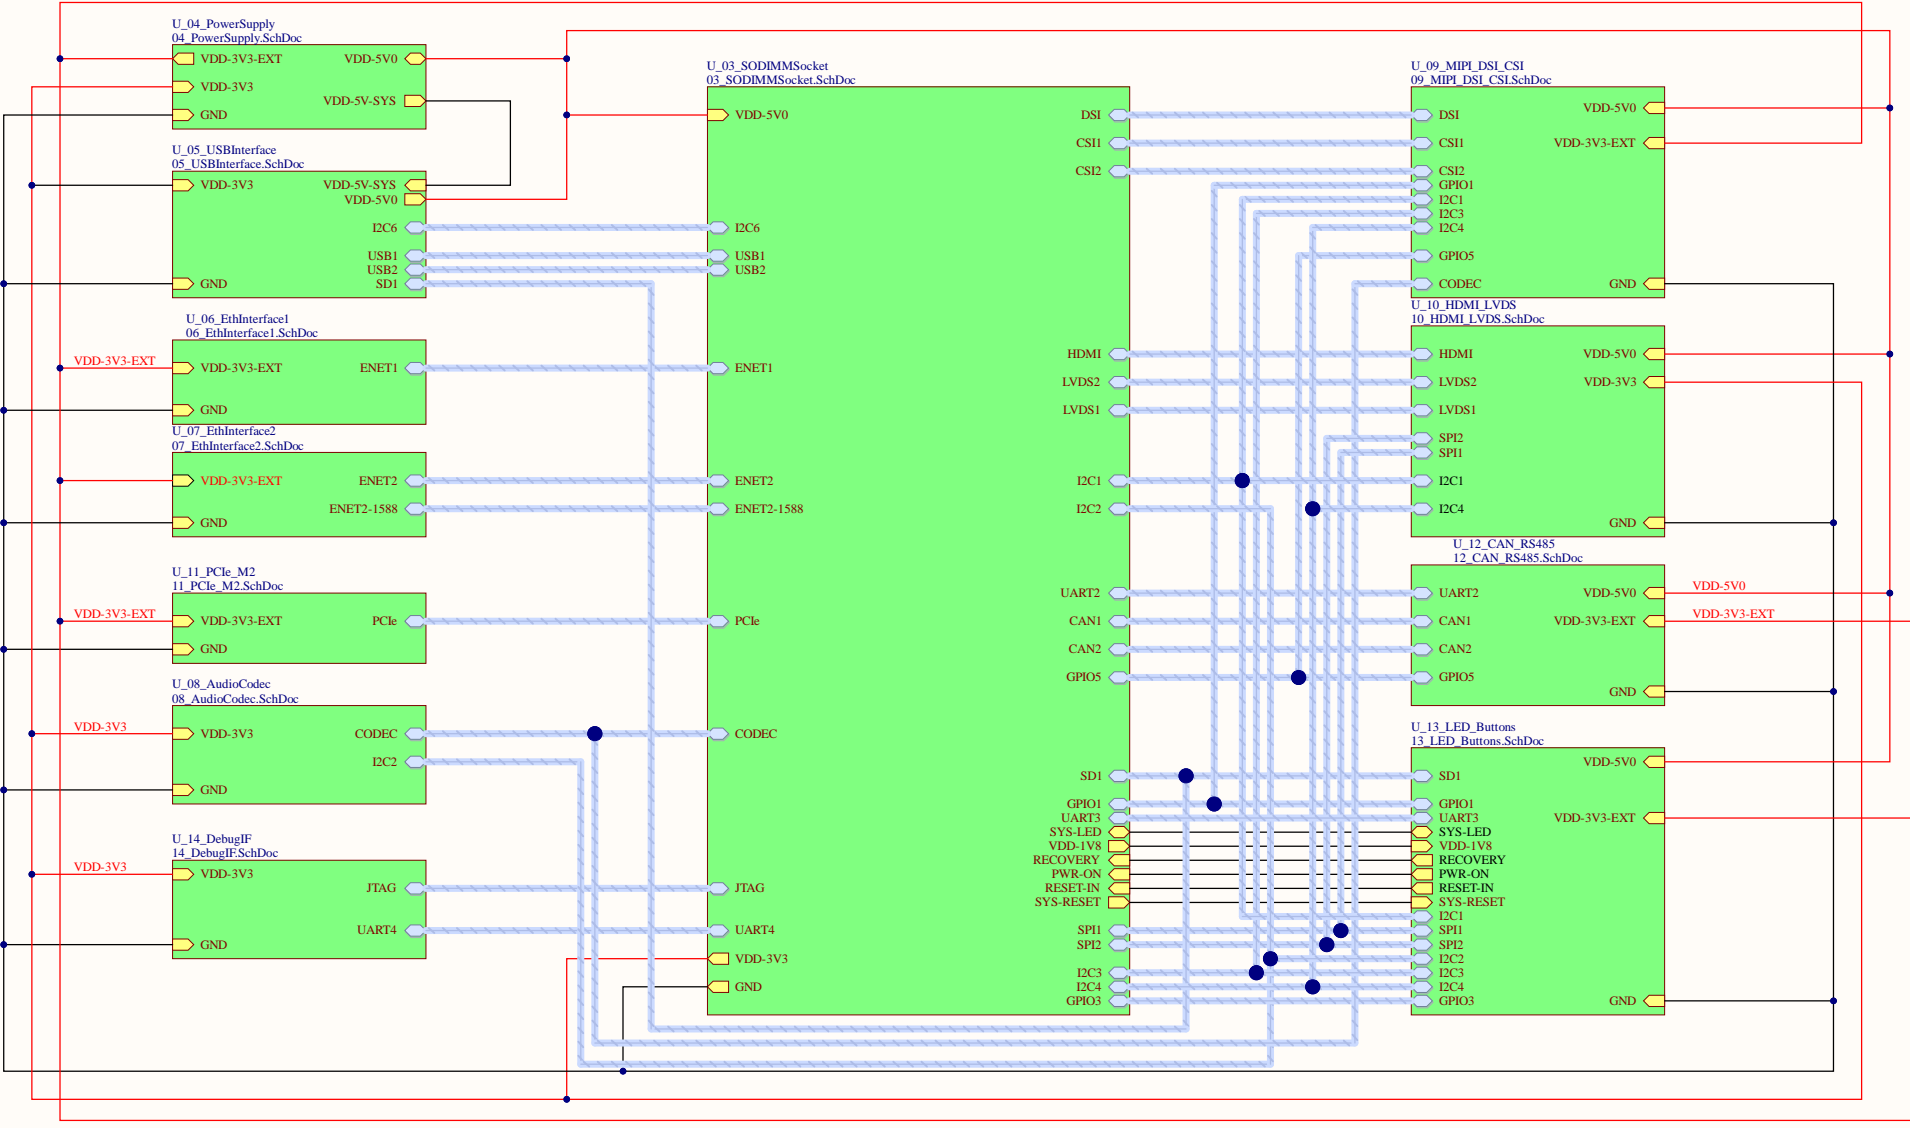 U_04_PowerSupply
04_PowerSupply.SchDoc
VDD-3V3-EXT
VDD-5V0
VDD-3V3
VDD-5V-SYS
GND
U_05_USBInterface
05_USBInterface.SchDoc
VDD-3V3
VDD-5V-SYS
VDD-5V0
I2C6
USB1
USB2
GND
SD1
U_06_EthInterface1
06_EthInterface1.SchDoc
VDD-3V3-EXT
VDD-3V3-EXT
ENET1
GND
U_07_EthInterface2
07_EthInterface2.SchDoc
VDD-3V3-EXT
ENET2
ENET2-1588
GND
U_11_PCIe_M2
11_PCIe_M2.SchDoc
VDD-3V3-EXT
VDD-3V3-EXT
PCIe
GND
U_08_AudioCodec
08_AudioCodec.SchDoc
VDD-3V3
VDD-3V3
CODEC
I2C2
GND
U_14_DebugIF
14_DebugIF.SchDoc
VDD-3V3
VDD-3V3
JTAG
UART4
GND
U_03_SODIMMSocket
03_SODIMMSocket.SchDoc
VDD-5V0
I2C6
USB1
USB2
ENET1
ENET2
ENET2-1588
PCIe
CODEC
JTAG
UART4
VDD-3V3
GND
DSI
CSI1
CSI2
HDMI
LVDS2
LVDS1
I2C1
I2C2
UART2
CAN1
CAN2
GPIO5
SD1
GPIO1
UART3
SYS-LED
VDD-1V8
RECOVERY
PWR-ON
RESET-IN
SYS-RESET
SPI1
SPI2
I2C3
I2C4
GPIO3
U_09_MIPI_DSI_CSI
09_MIPI_DSI_CSI.SchDoc
VDD-5V0
DSI
CSI1
VDD-3V3-EXT
CSI2
GPIO1
I2C1
I2C3
I2C4
GPIO5
CODEC
GND
U_10_HDMI_LVDS
10_HDMI_LVDS.SchDoc
HDMI
VDD-5V0
LVDS2
VDD-3V3
LVDS1
SPI2
SPI1
I2C1
I2C4
GND
U_12_CAN_RS485
12_CAN_RS485.SchDoc
UART2
VDD-5V0
VDD-5V0
CAN1
VDD-3V3-EXT
VDD-3V3-EXT
CAN2
GPIO5
GND
U_13_LED_Buttons
13_LED_Buttons.SchDoc
VDD-5V0
SD1
GPIO1
UART3
VDD-3V3-EXT
SYS-LED
VDD-1V8
RECOVERY
PWR-ON
RESET-IN
SYS-RESET
I2C1
SPI1
SPI2
I2C2
I2C3
I2C4
GPIO3
GND